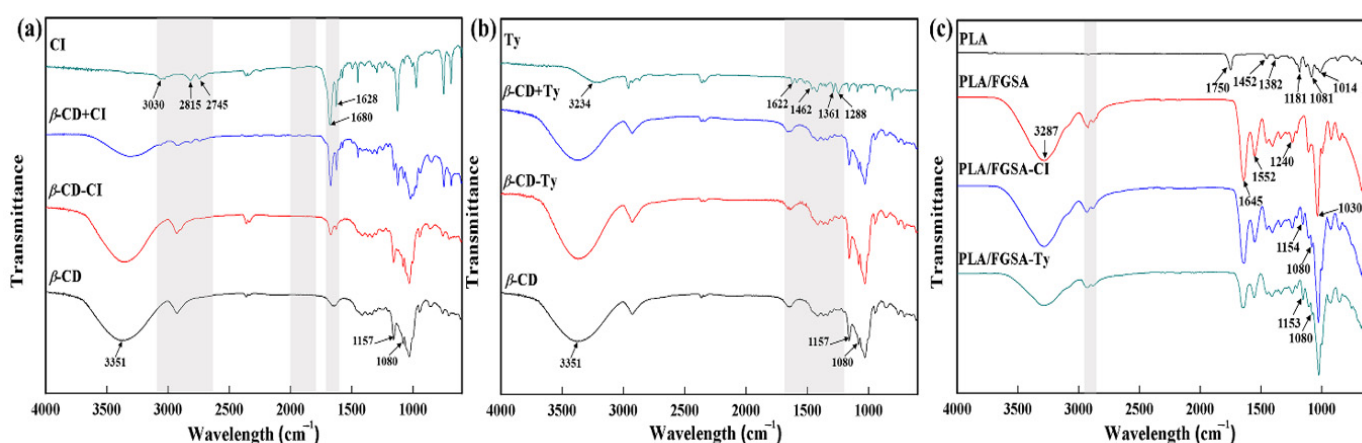 (a)
CI
3030
2815
2745
1628
1680
β-CD+CI
β-CD-CI
β-CD
3351
1157
1080
Transmittance
4000 3500 3000 2500 2000 1500 1000
Wavelength (cm⁻¹)
(b)
Ty
3234
1622
1462
1361
1288
β-CD+Ty
β-CD-Ty
β-CD
3351
1157
1080
Transmittance
4000 3000 2000 1000
Wavelength (cm⁻¹)
(c)
PLA
1750
1452
1382
1181
1081
1014
PLA/FGSA
3287
1645
1552
1240
1030
PLA/FGSA-CI
1154
1080
PLA/FGSA-Ty
1153
1080
Transmittance
4000 3500 3000 2500 2000 1500 1000
Wavelength (cm⁻¹)